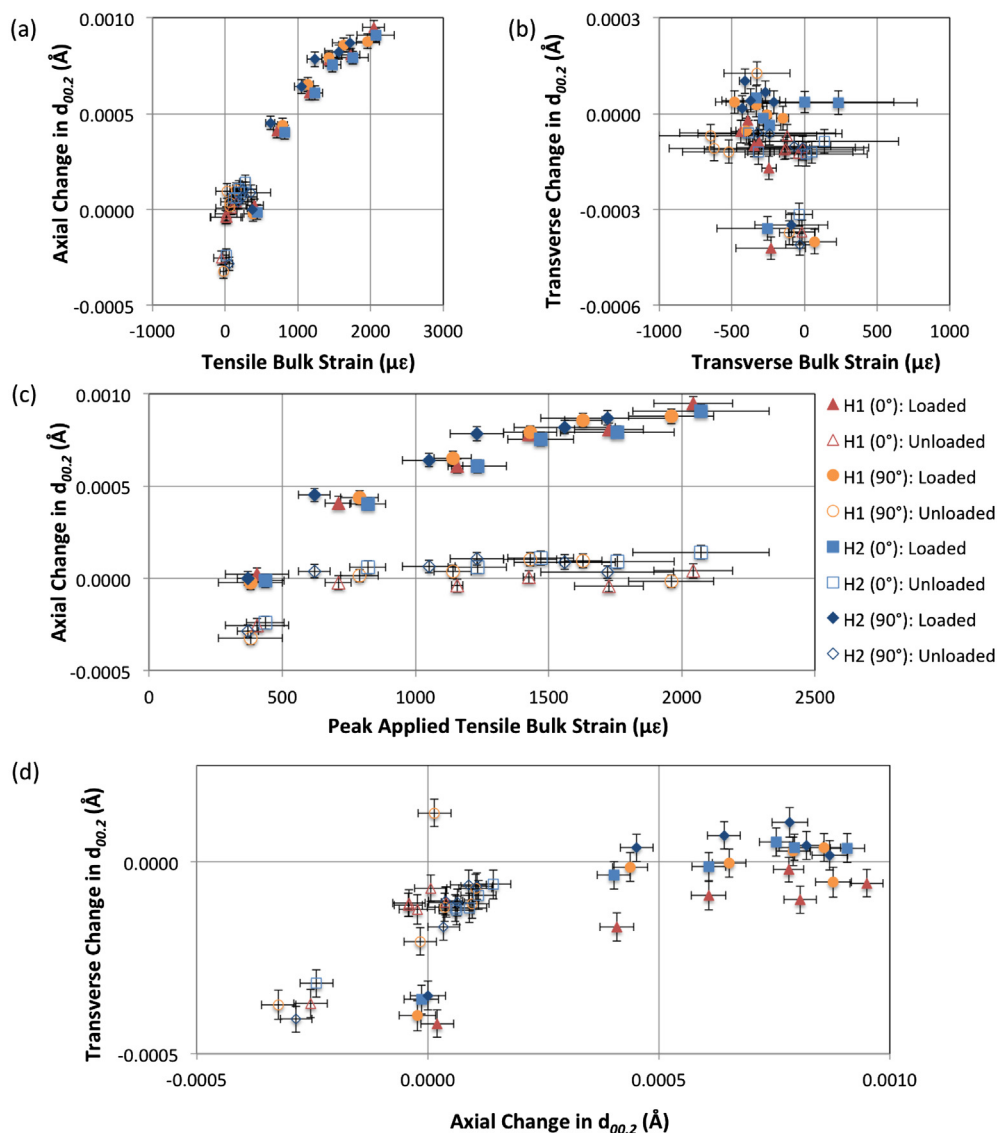 (a)
0.0010
0.0005
0.0000
-0.0005
Axial Change in d00.2 (Å)
-1000 0 1000 2000 3000
Tensile Bulk Strain (με)
(b)
0.0003
0.0000
-0.0003
-0.0006
Transverse Change in d00.2 (Å)
-1000 -500 0 500 1000
Transverse Bulk Strain (με)
(c)
0.0010
0.0005
0.0000
-0.0005
Axial Change in d00.2 (Å)
0 500 1000 1500 2000 2500
Peak Applied Tensile Bulk Strain (με)
H1 (0°): Loaded
H1 (0°): Unloaded
H1 (90°): Loaded
H1 (90°): Unloaded
H2 (0°): Loaded
H2 (0°): Unloaded
H2 (90°): Loaded
H2 (90°): Unloaded
(d)
0.0000
-0.0005
Transverse Change in d00.2 (Å)
-0.0005 0.0000 0.0005 0.0010
Axial Change in d00.2 (Å)